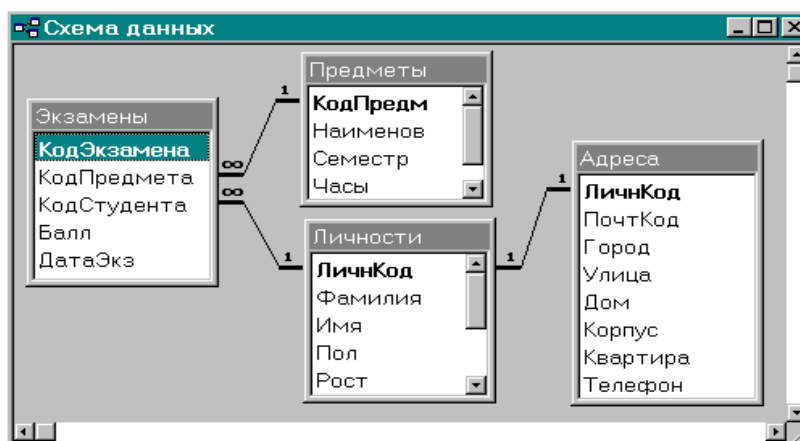 Схема данных
Экзамены
КодЭкзамена
КодПредмета
КодСтудента
Балл
ДатаЭкз
Предметы
КодПредм
Наименов
Семестр
Часы
Личности
ЛичнКод
Фамилия
Имя
Пол
Рост
Адреса
ЛичнКод
ПочтКод
Город
Улица
Дом
Корпус
Квартира
Телефон
1
∞
∞
1
1
1